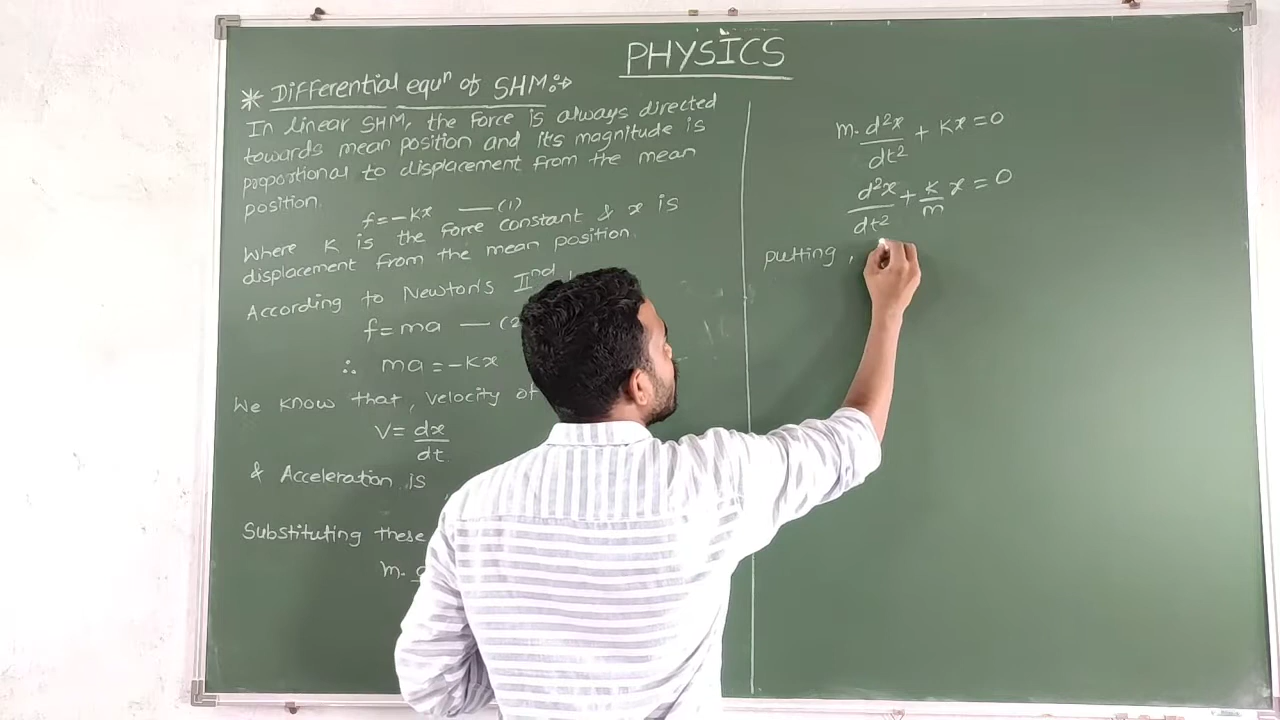 PHYSICS
* Differential equⁿ of SHM:→
In linear SHM, the force is always directed
towards mean position and its magnitude is
proportional to displacement from the mean
position.
f=-kx —(1)
Where k is the force constant & x is
displacement from the mean position.
According to Newton's IInd
f=ma — (2
∴ ma=-kx
We know that, velocity of
V= dx/dt
& Acceleration is
Substituting these
m.
m. d²x/dt² + kx =0
d²x/dt² + k/m x =0
putting,